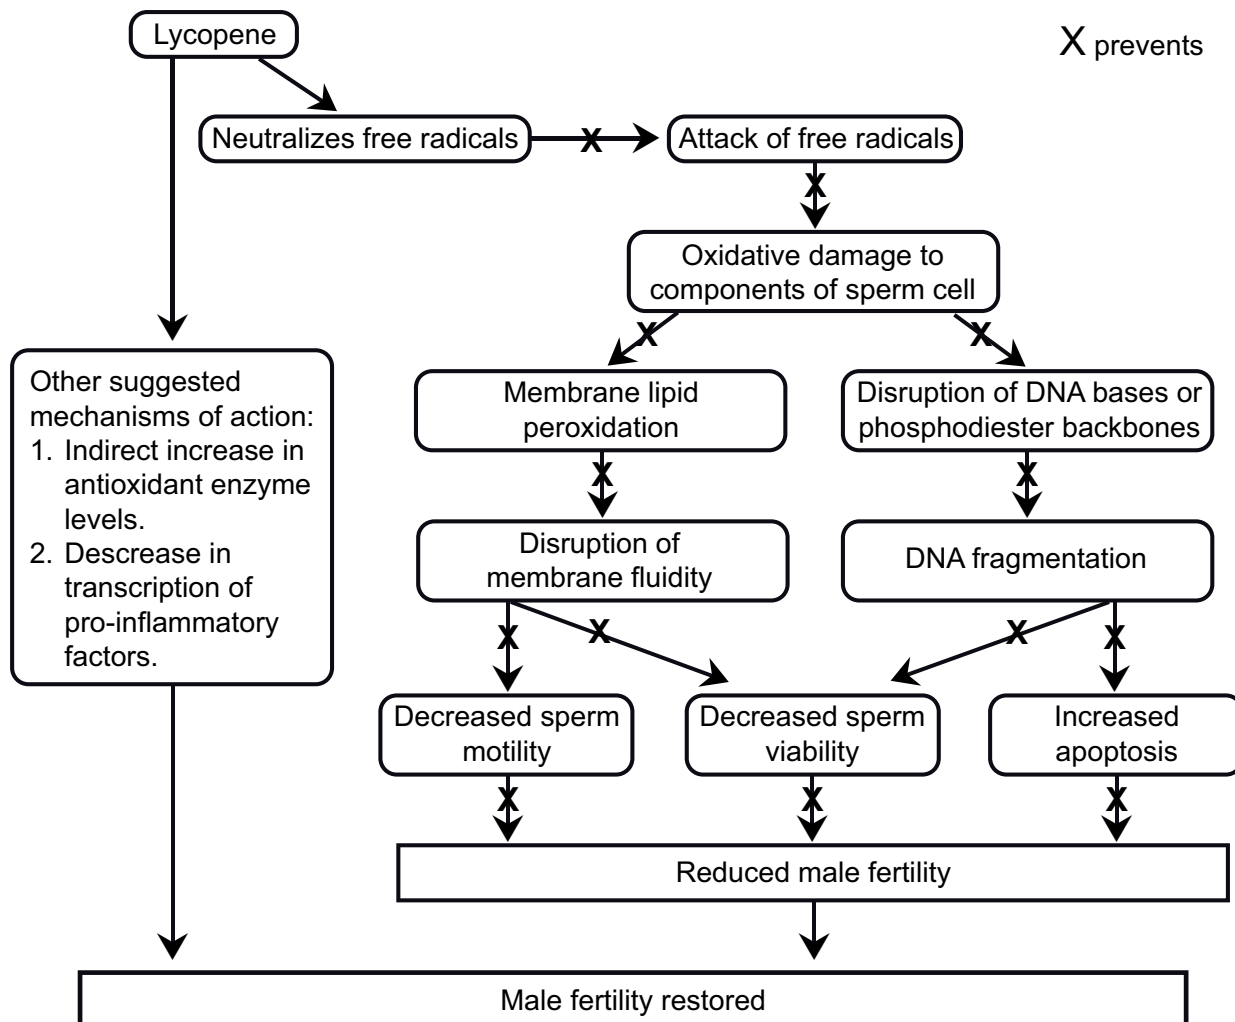 Lycopene
X prevents
Neutralizes free radicals
X
Attack of free radicals
X
Oxidative damage to
components of sperm cell
X
X
Other suggested
mechanisms of action:
1. Indirect increase in
antioxidant enzyme
levels.
2. Descrease in
transcription of
pro-inflammatory
factors.
Membrane lipid
peroxidation
Disruption of DNA bases or
phosphodiester backbones
X
X
Disruption of
membrane fluidity
DNA fragmentation
X
X
X
X
Decreased sperm
motility
Decreased sperm
viability
Increased
apoptosis
X
X
X
Reduced male fertility
Male fertility restored